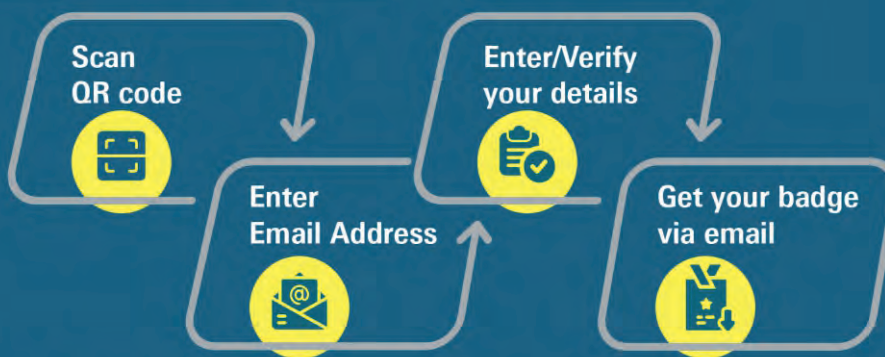 Scan
QR code
Enter
Email Address
Enter/Verify
your details
Get your badge
via email